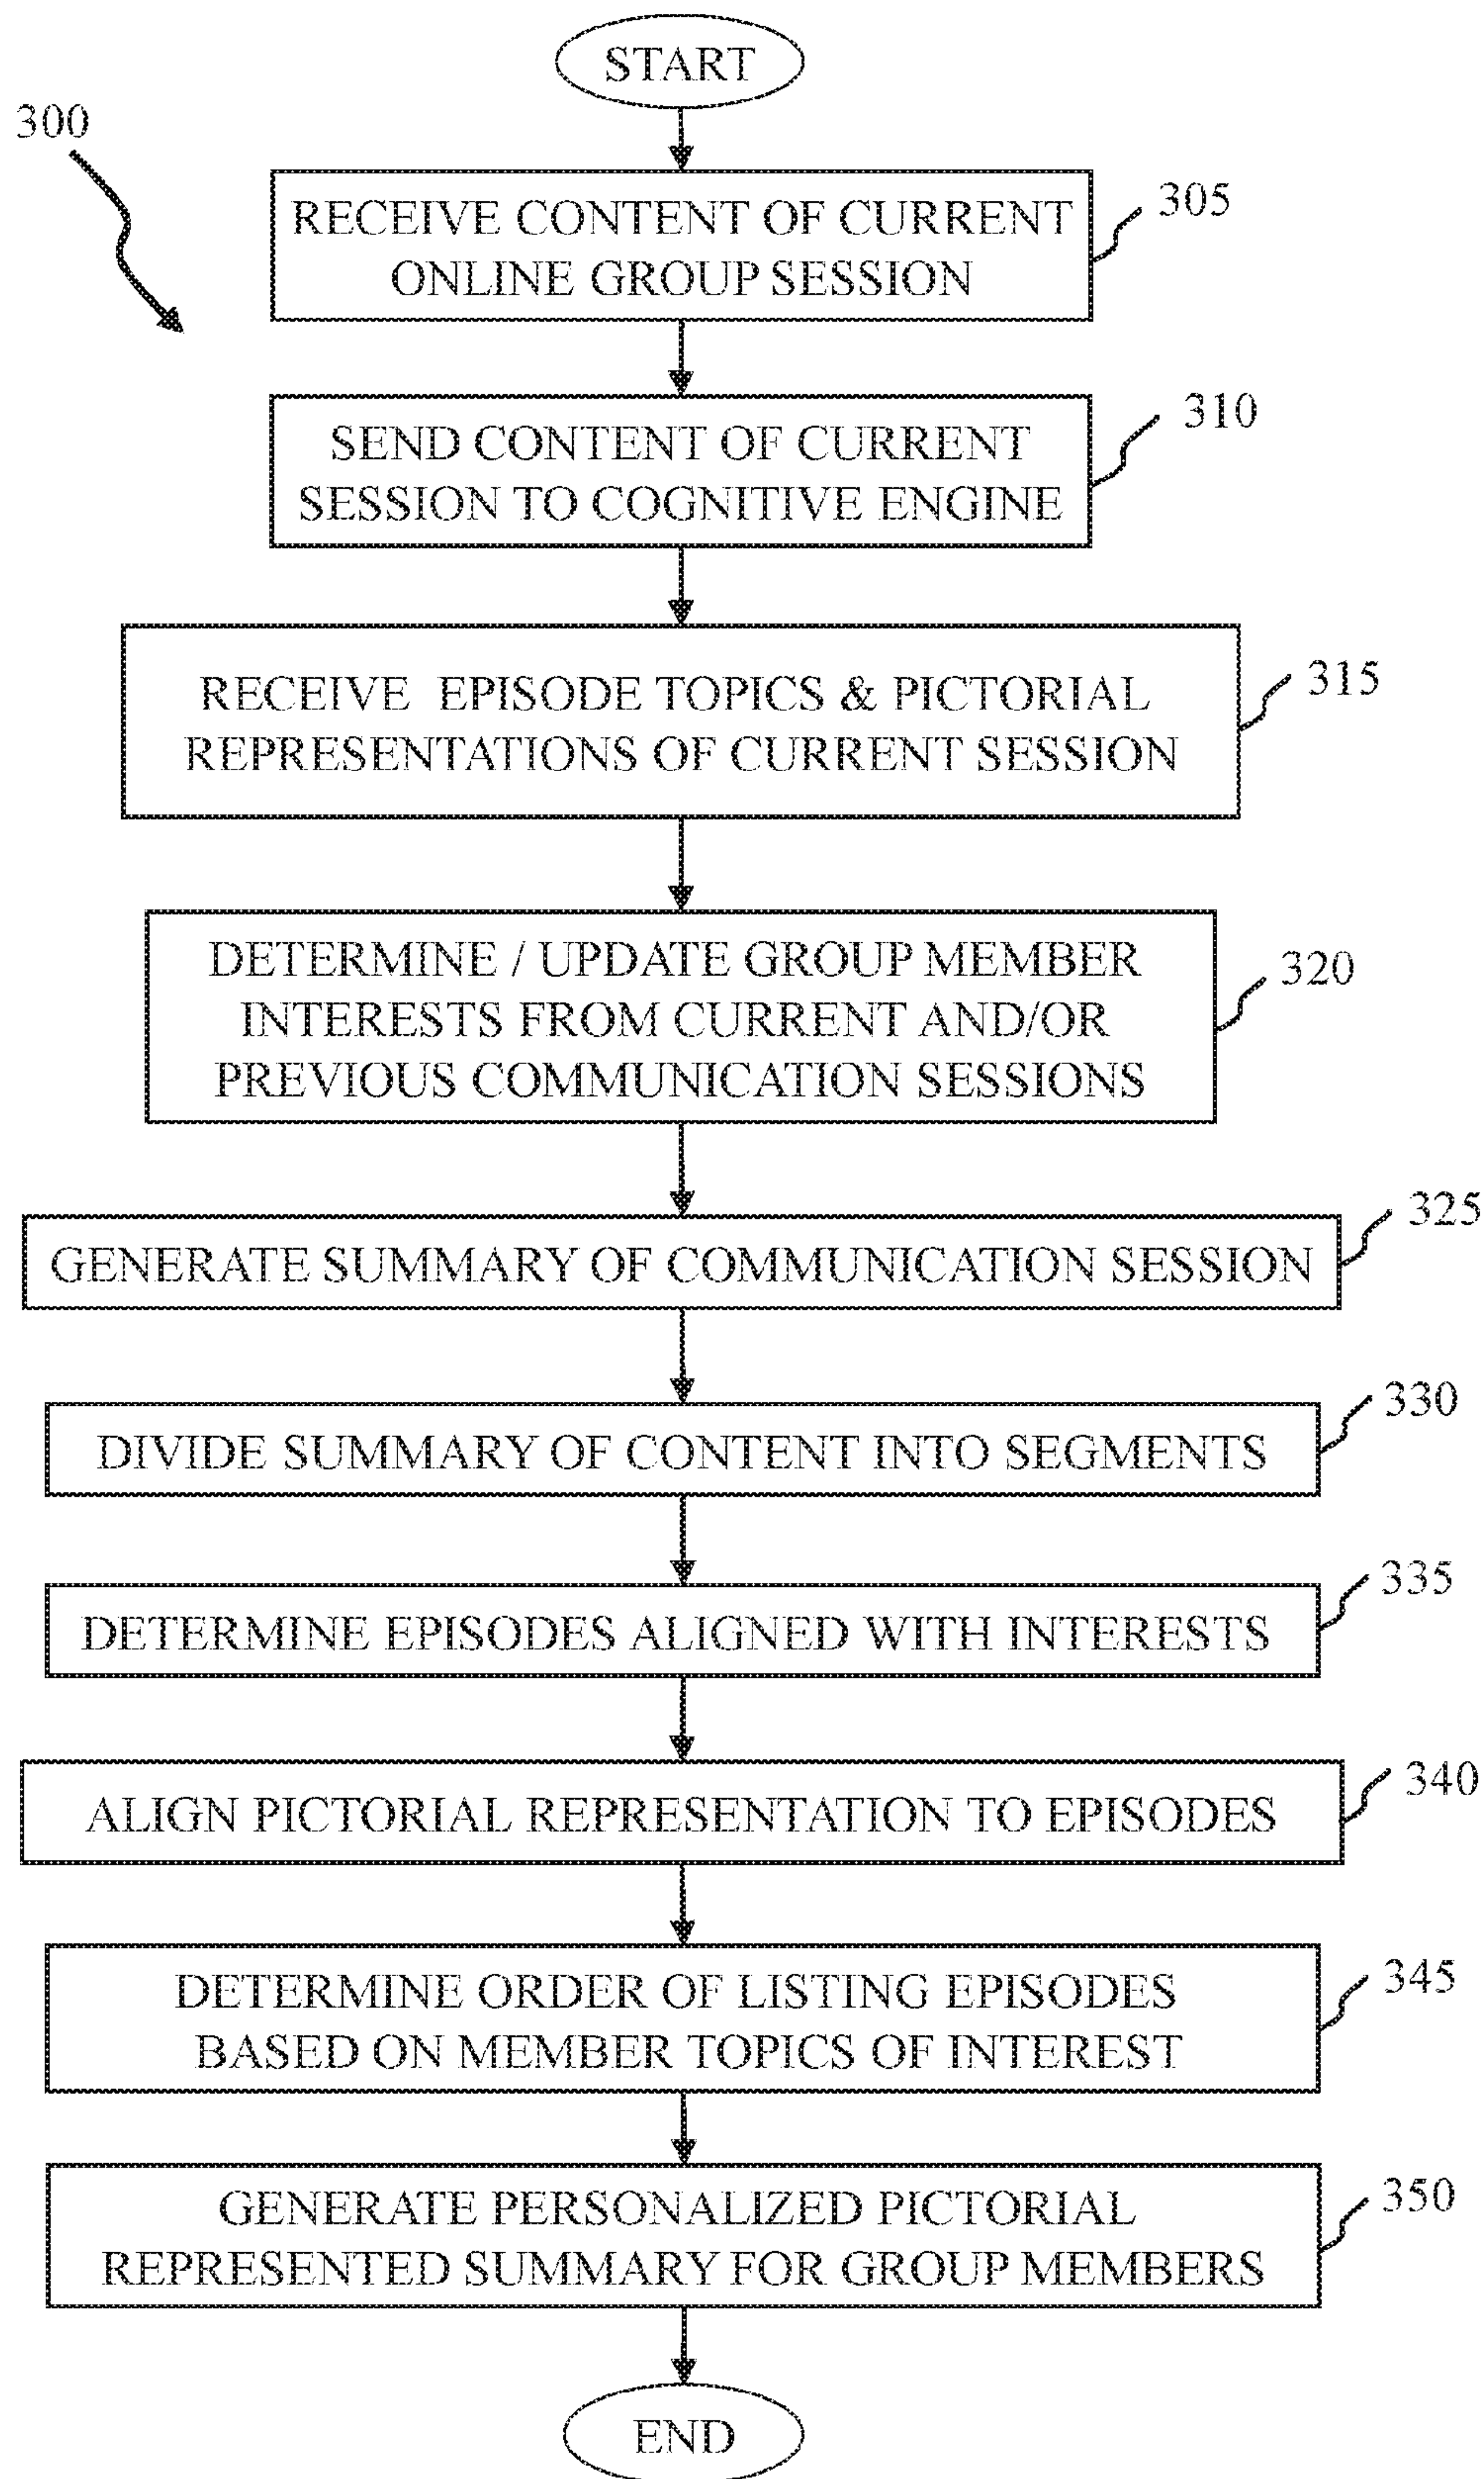 START
300
RECEIVE CONTENT OF CURRENT
ONLINE GROUP SESSION
305
SEND CONTENT OF CURRENT
SESSION TO COGNITIVE ENGINE
310
RECEIVE EPISODE TOPICS & PICTORIAL
REPRESENTATIONS OF CURRENT SESSION
315
DETERMINE / UPDATE GROUP MEMBER
INTERESTS FROM CURRENT AND/OR
PREVIOUS COMMUNICATION SESSIONS
320
GENERATE SUMMARY OF COMMUNICATION SESSION
325
DIVIDE SUMMARY OF CONTENT INTO SEGMENTS
330
DETERMINE EPISODES ALIGNED WITH INTERESTS
335
ALIGN PICTORIAL REPRESENTATION TO EPISODES
340
DETERMINE ORDER OF LISTING EPISODES
BASED ON MEMBER TOPICS OF INTEREST
345
GENERATE PERSONALIZED PICTORIAL
REPRESENTED SUMMARY FOR GROUP MEMBERS
350
END